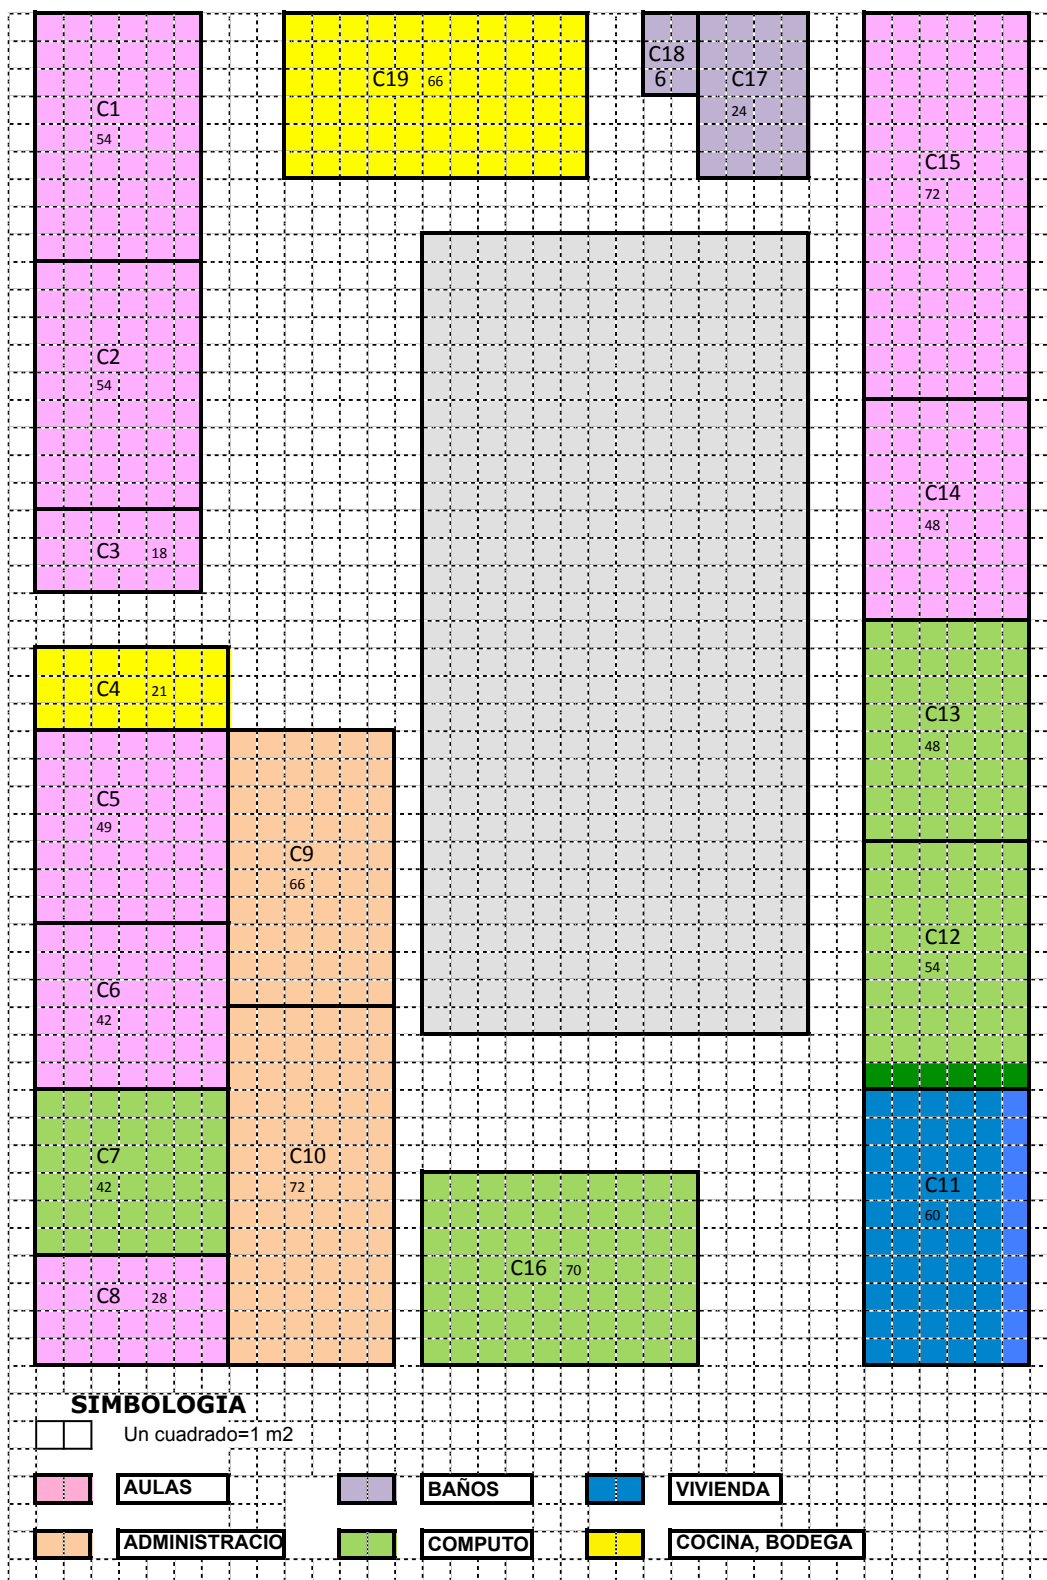 C1
54
C19 66
C18
6
C17
24
C15
72
C2
54
C14
48
C3 18
C4 21
C13
48
C5
49
C9
66
C12
54
C6
42
C7
42
C10
72
C11
60
C16 70
C8 28
SIMBOLOGIA
Un cuadrado=1 m2
AULAS BAÑOS VIVIENDA
ADMINISTRACIO COMPUTO COCINA, BODEGA